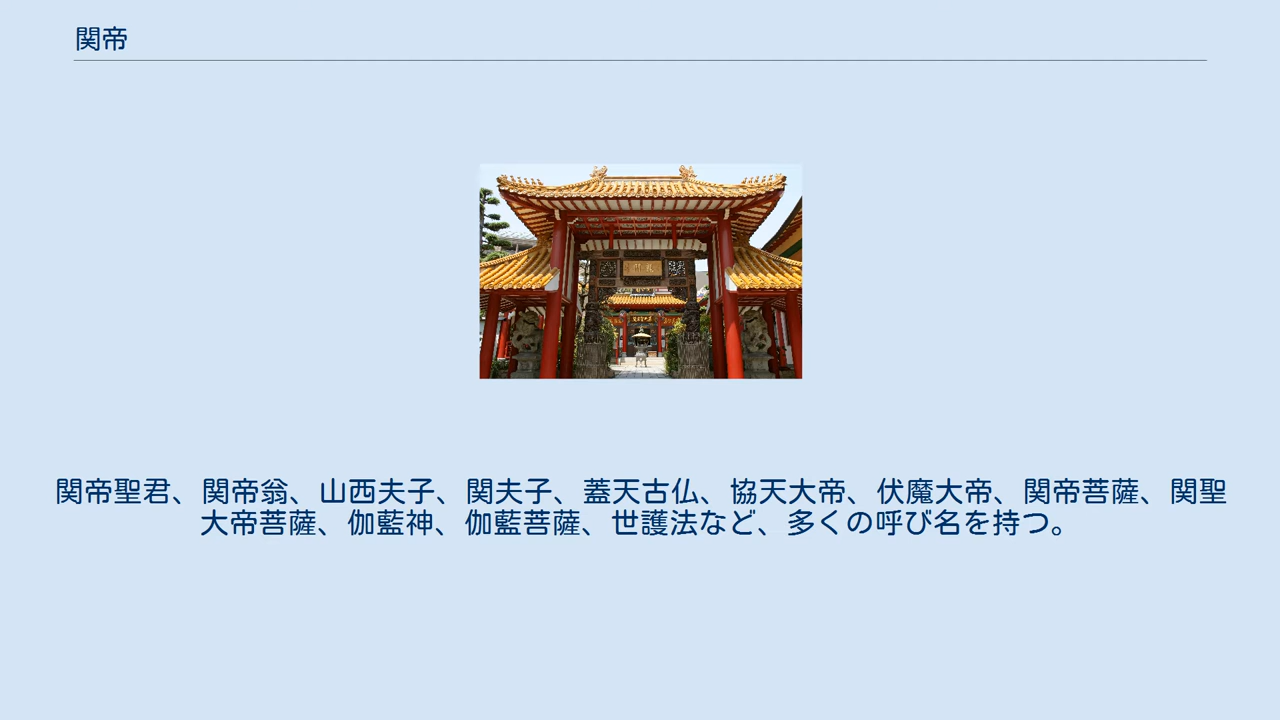 関帝
関帝聖君、関帝翁、山西夫子、関夫子、蓋天古仏、協天大帝、伏魔大帝、関帝菩薩、関聖
大帝菩薩、伽藍神、伽藍菩薩、世護法など、多くの呼び名を持つ。